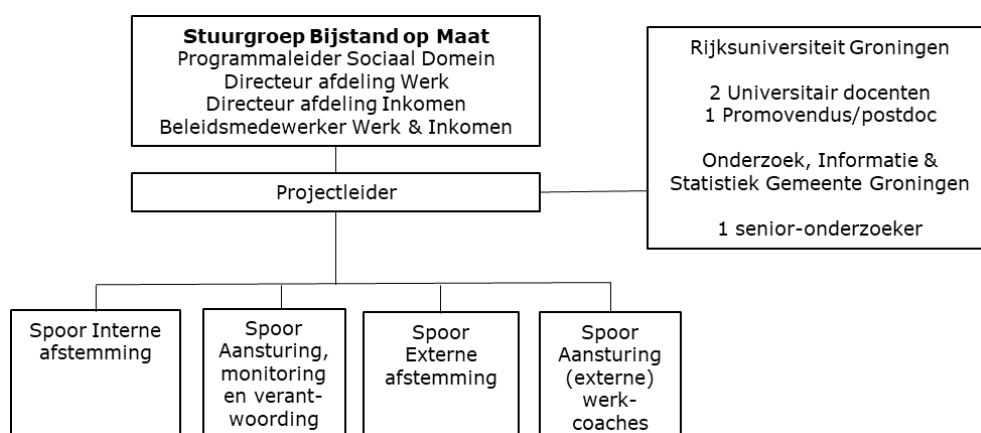 Stuurgroep Bijstand op Maat
Programmaleider Sociaal Domein
Directeur afdeling Werk
Directeur afdeling Inkomen
Beleidsmedewerker Werk & Inkomen
Rijksuniversiteit Groningen
2 Universitair docenten
1 Promovendus/postdoc
Onderzoek, Informatie &
Statistiek Gemeente Groningen
1 senior-onderzoeker
Projectleider
Spoor Interne
afstemming
Spoor
Aansturing,
monitoring
en verant-
woording
Spoor
Externe
afstemming
Spoor
Aansturing
(externe)
werk-
coaches